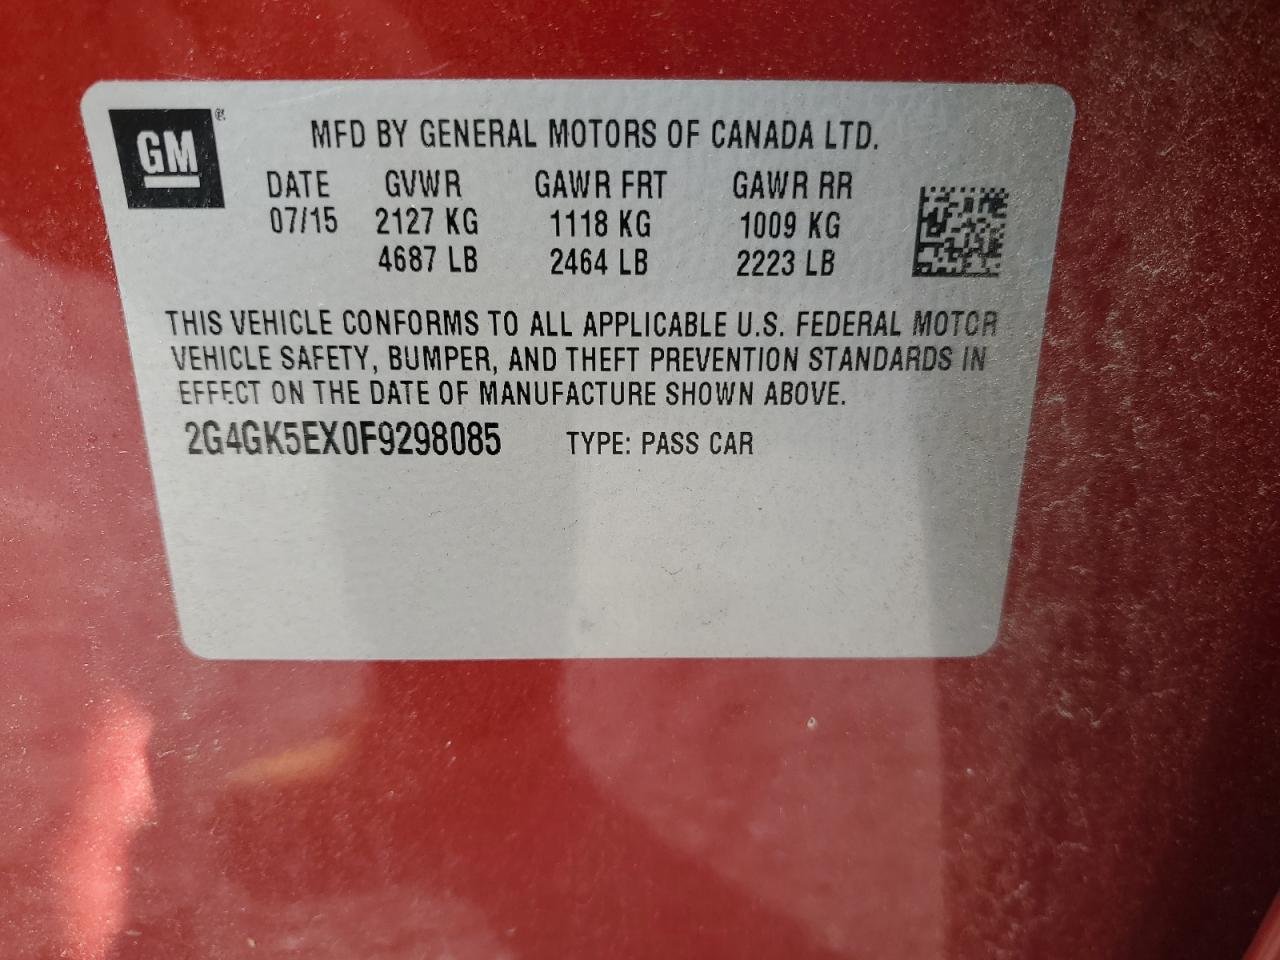 GM ®
MFD BY GENERAL MOTORS OF CANADA LTD.
DATE GVWR GAWR FRT GAWR RR
07/15 2127 KG 1118 KG 1009 KG
4687 LB 2464 LB 2223 LB
THIS VEHICLE CONFORMS TO ALL APPLICABLE U.S. FEDERAL MOTOR
VEHICLE SAFETY, BUMPER, AND THEFT PREVENTION STANDARDS IN
EFFECT ON THE DATE OF MANUFACTURE SHOWN ABOVE.
2G4GK5EX0F9298085 TYPE: PASS CAR